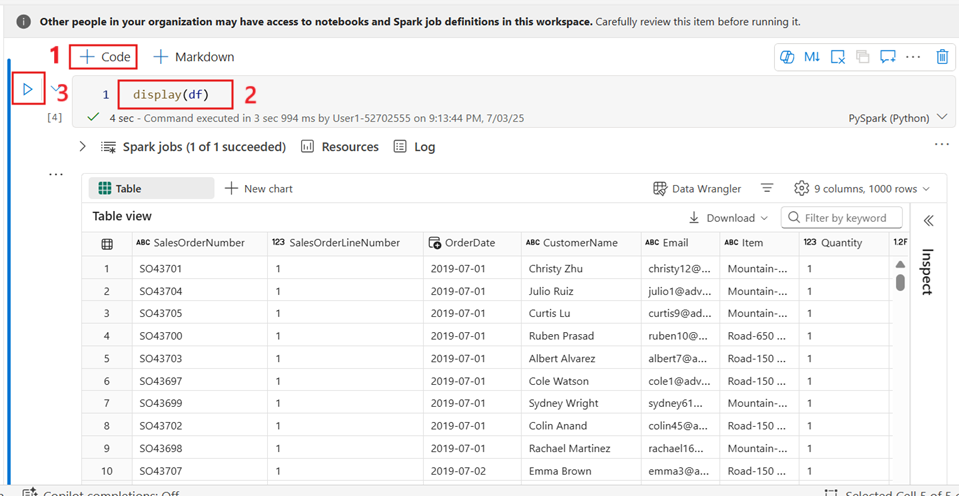 Other people in your organization may have access to notebooks and Spark job definitions in this workspace. Carefully review this item before running it.
1 + Code + Markdown M↓ ...
3 1 display(df) 2
[4] 4 sec - Command executed in 3 sec 994 ms by User1-52702555 on 9:13:44 PM, 7/03/25 PySpark (Python)
Spark jobs (1 of 1 succeeded) Resources Log ...
...
Table + New chart Data Wrangler 9 columns, 1000 rows
Table view Download Filter by keyword
ABC SalesOrderNumber 123 SalesOrderLineNumber OrderDate ABC CustomerName ABC Email ABC Item 123 Quantity 1.2F
1 SO43701 1 2019-07-01 Christy Zhu christy12@... Mountain-... 1
2 SO43704 1 2019-07-01 Julio Ruiz julio1@adv... Mountain-... 1
3 SO43705 1 2019-07-01 Curtis Lu curtis9@ad... Mountain-... 1
4 SO43700 1 2019-07-01 Ruben Prasad ruben10@... Road-650 ... 1
5 SO43703 1 2019-07-01 Albert Alvarez albert7@a... Road-150 ... 1
6 SO43697 1 2019-07-01 Cole Watson cole1@adv... Road-150 ... 1
7 SO43699 1 2019-07-01 Sydney Wright sydney61... Mountain-... 1
8 SO43702 1 2019-07-01 Colin Anand colin45@a... Road-150 ... 1
9 SO43698 1 2019-07-01 Rachael Martinez rachael16... Mountain-... 1
10 SO43707 1 2019-07-02 Emma Brown emma3@a... Road-150 ... 1
Inspect
Copilot completions: Off Selected Cell 5 of 5